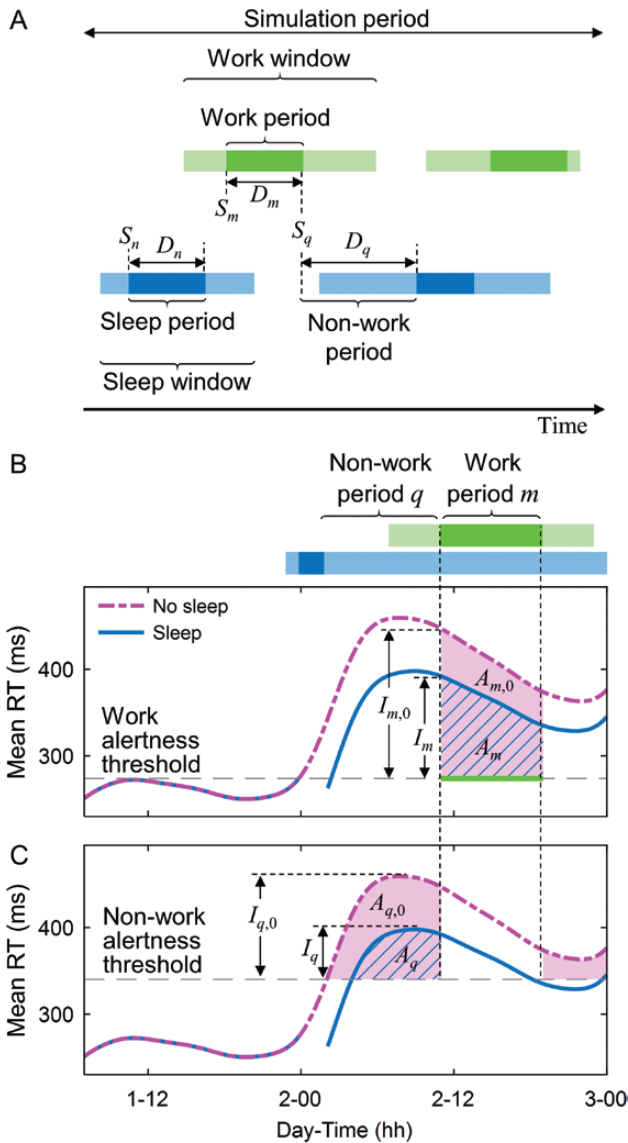 A
Simulation period
Work window
Work period
Dm
Sm
Sq
Sn
Dn
Dq
Sleep period
Non-work
period
Sleep window
Time
B
Non-work
period q
Work
period m
No sleep
Sleep
Mean RT (ms)
400
300
Work
alertness
threshold
Im,0
Im
Am,0
Am
C
Mean RT (ms)
400
300
Non-work
alertness
threshold
Iq,0
Iq
Aq,0
Aq
1-12
2-00
2-12
3-00
Day-Time (hh)